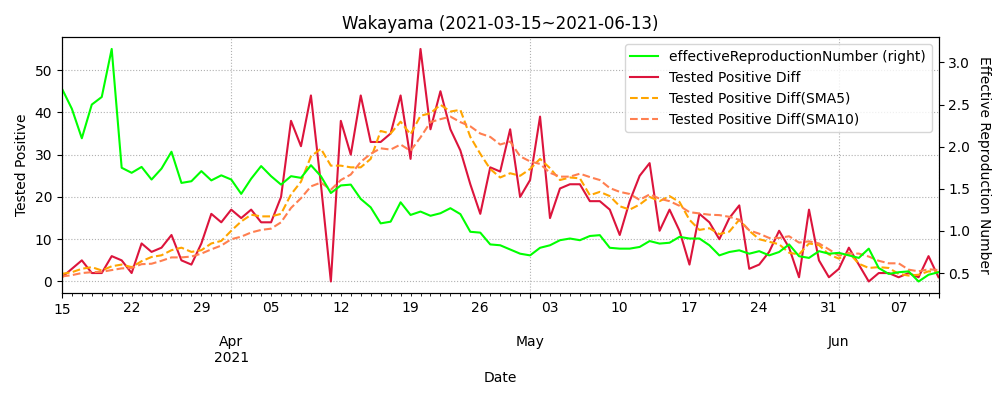 Wakayama (2021-03-15~2021-06-13)
effectiveReproductionNumber (right)
Tested Positive Diff
Tested Positive Diff(SMA5)
Tested Positive Diff(SMA10)
Tested Positive
50
40
30
20
10
0
3.0
2.5
2.0
1.5
1.0
0.5
Effective Reproduction Number
15 22 29 05 12 19 26 03 10 17 24 31 07
Apr May Jun
2021
Date